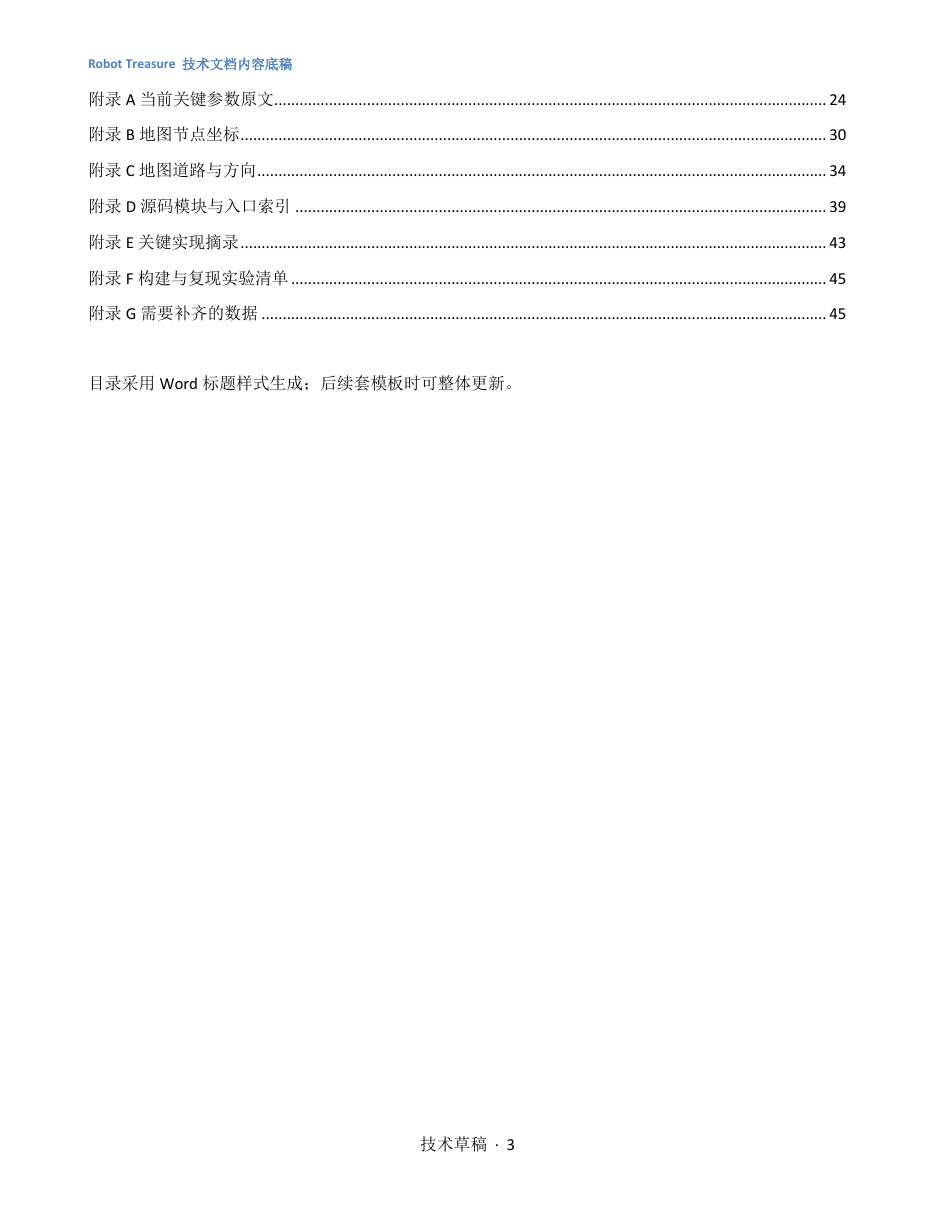 Robot Treasure 技术文档内容底稿
附录 A 当前关键参数原文........................................ 24
附录 B 地图节点坐标........................................ 30
附录 C 地图道路与方向........................................ 34
附录 D 源码模块与入口索引 ........................................ 39
附录 E 关键实现摘录........................................ 43
附录 F 构建与复现实验清单 ........................................ 45
附录 G 需要补齐的数据 ........................................ 45
目录采用 Word 标题样式生成；后续套模板时可整体更新。
技术草稿 · 3